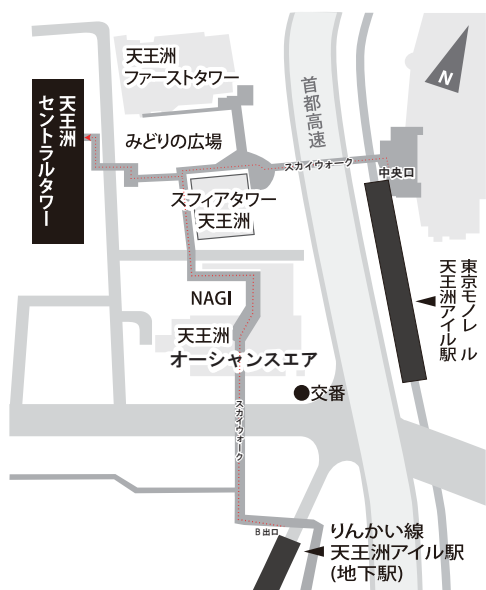 天王洲
ファーストタワー
N
首都高速
天王洲
セントラルタワー
みどりの広場
スカイウォーク
中央口
スフィアタワー
天王洲
東京モノレール
天王洲アイル駅
NAGI
天王洲
オーシャンスエア
●交番
スカイウォーク
B出口
りんかい線
天王洲アイル駅
(地下駅)